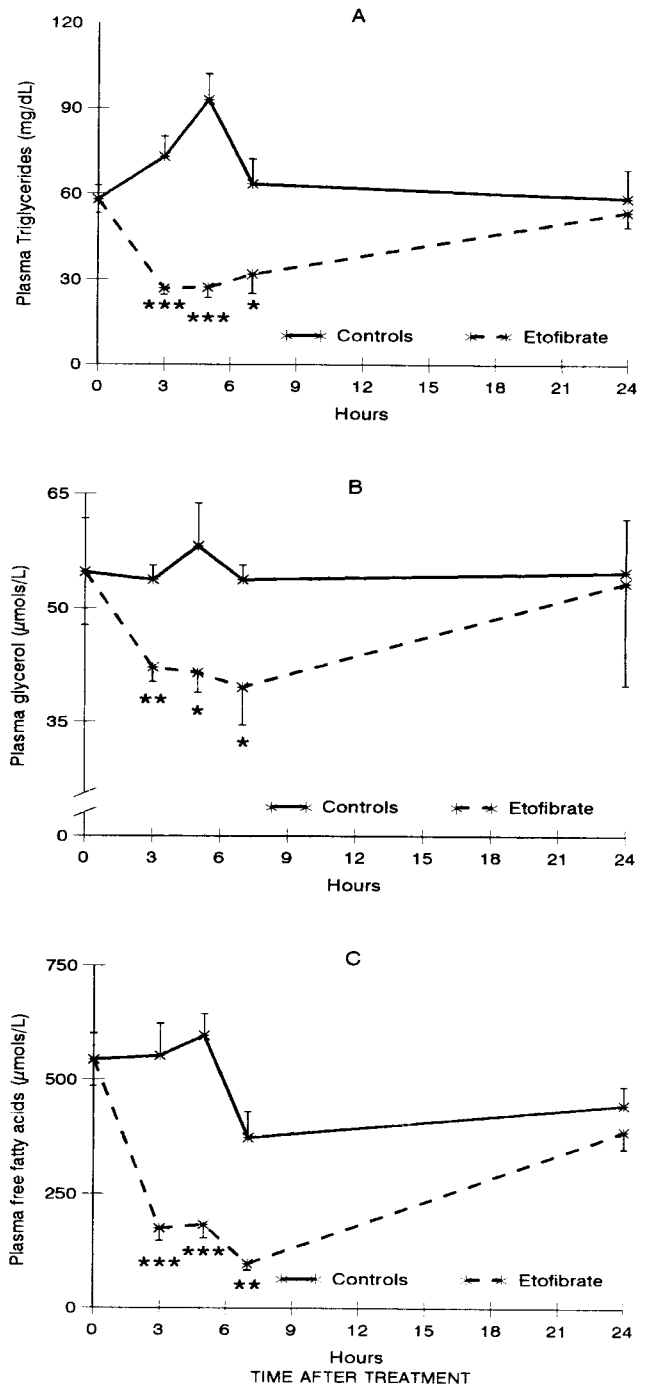 A
Plasma Triglycerides (mg/dL)
120
90
60
30
0
*** *** *
Controls Etofibrate
0 3 6 9 12 15 18 21 24
Hours
B
Plasma glycerol (μmols/L)
65
50
35
0
** * *
Controls Etofibrate
0 3 6 9 12 15 18 21 24
Hours
C
Plasma free fatty acids (μmols/L)
750
500
250
0
*** *** **
Controls Etofibrate
0 3 6 9 12 15 18 21 24
Hours
TIME AFTER TREATMENT